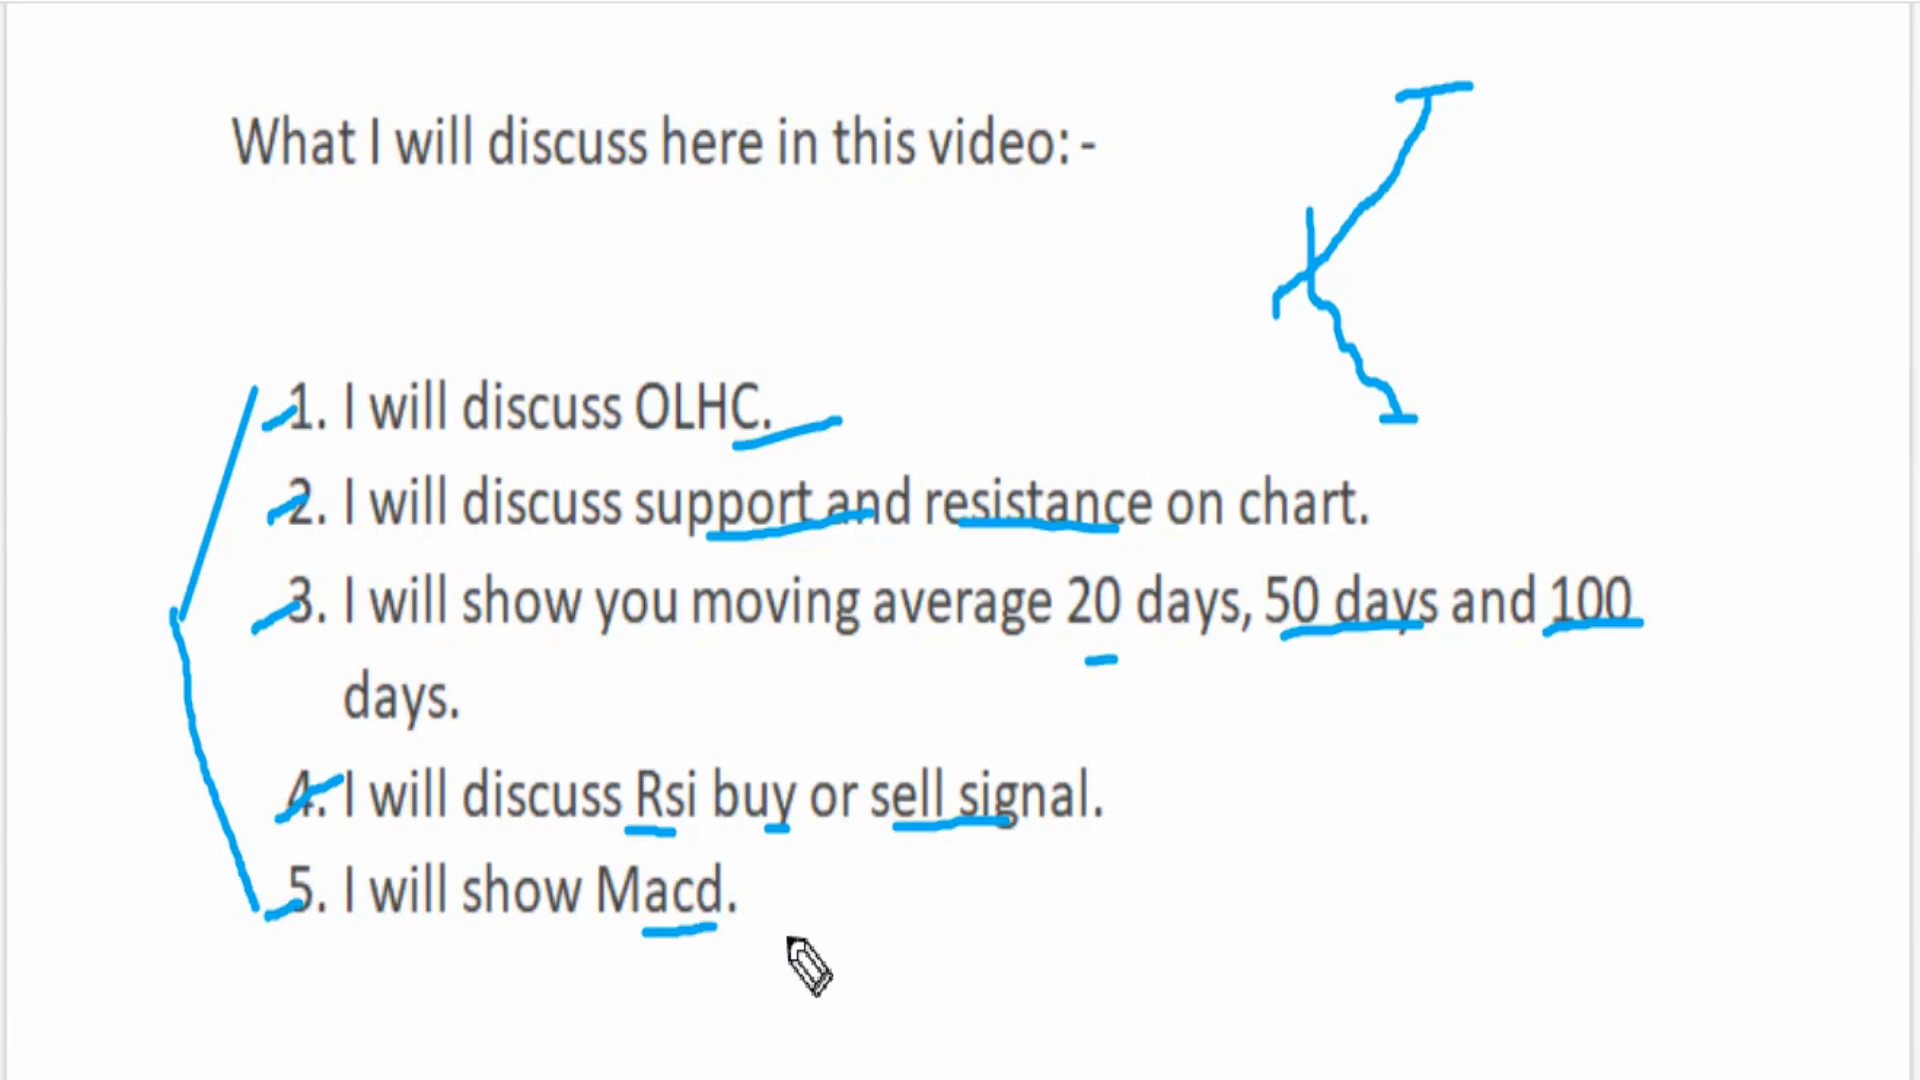 What I will discuss here in this video: -
1. I will discuss OLHC.
2. I will discuss support and resistance on chart.
3. I will show you moving average 20 days, 50 days and 100
days.
4. I will discuss Rsi buy or sell signal.
5. I will show Macd.